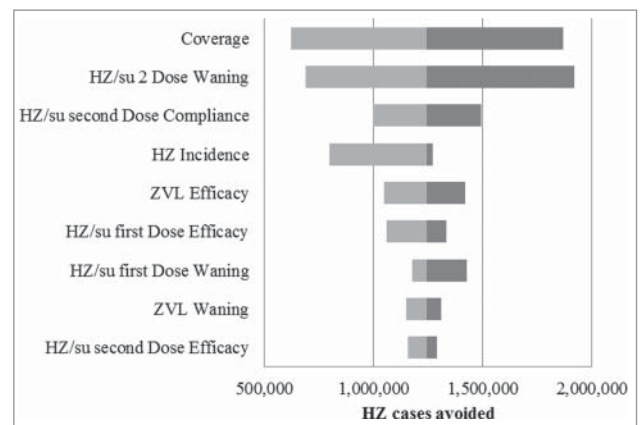 Coverage
HZ/su 2 Dose Waning
HZ/su second Dose Compliance
HZ Incidence
ZVL Efficacy
HZ/su first Dose Efficacy
HZ/su first Dose Waning
ZVL Waning
HZ/su second Dose Efficacy
500,000 1,000,000 1,500,000 2,000,000
HZ cases avoided